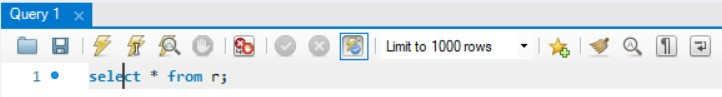 Query 1
Limit to 1000 rows
1 select * from r;